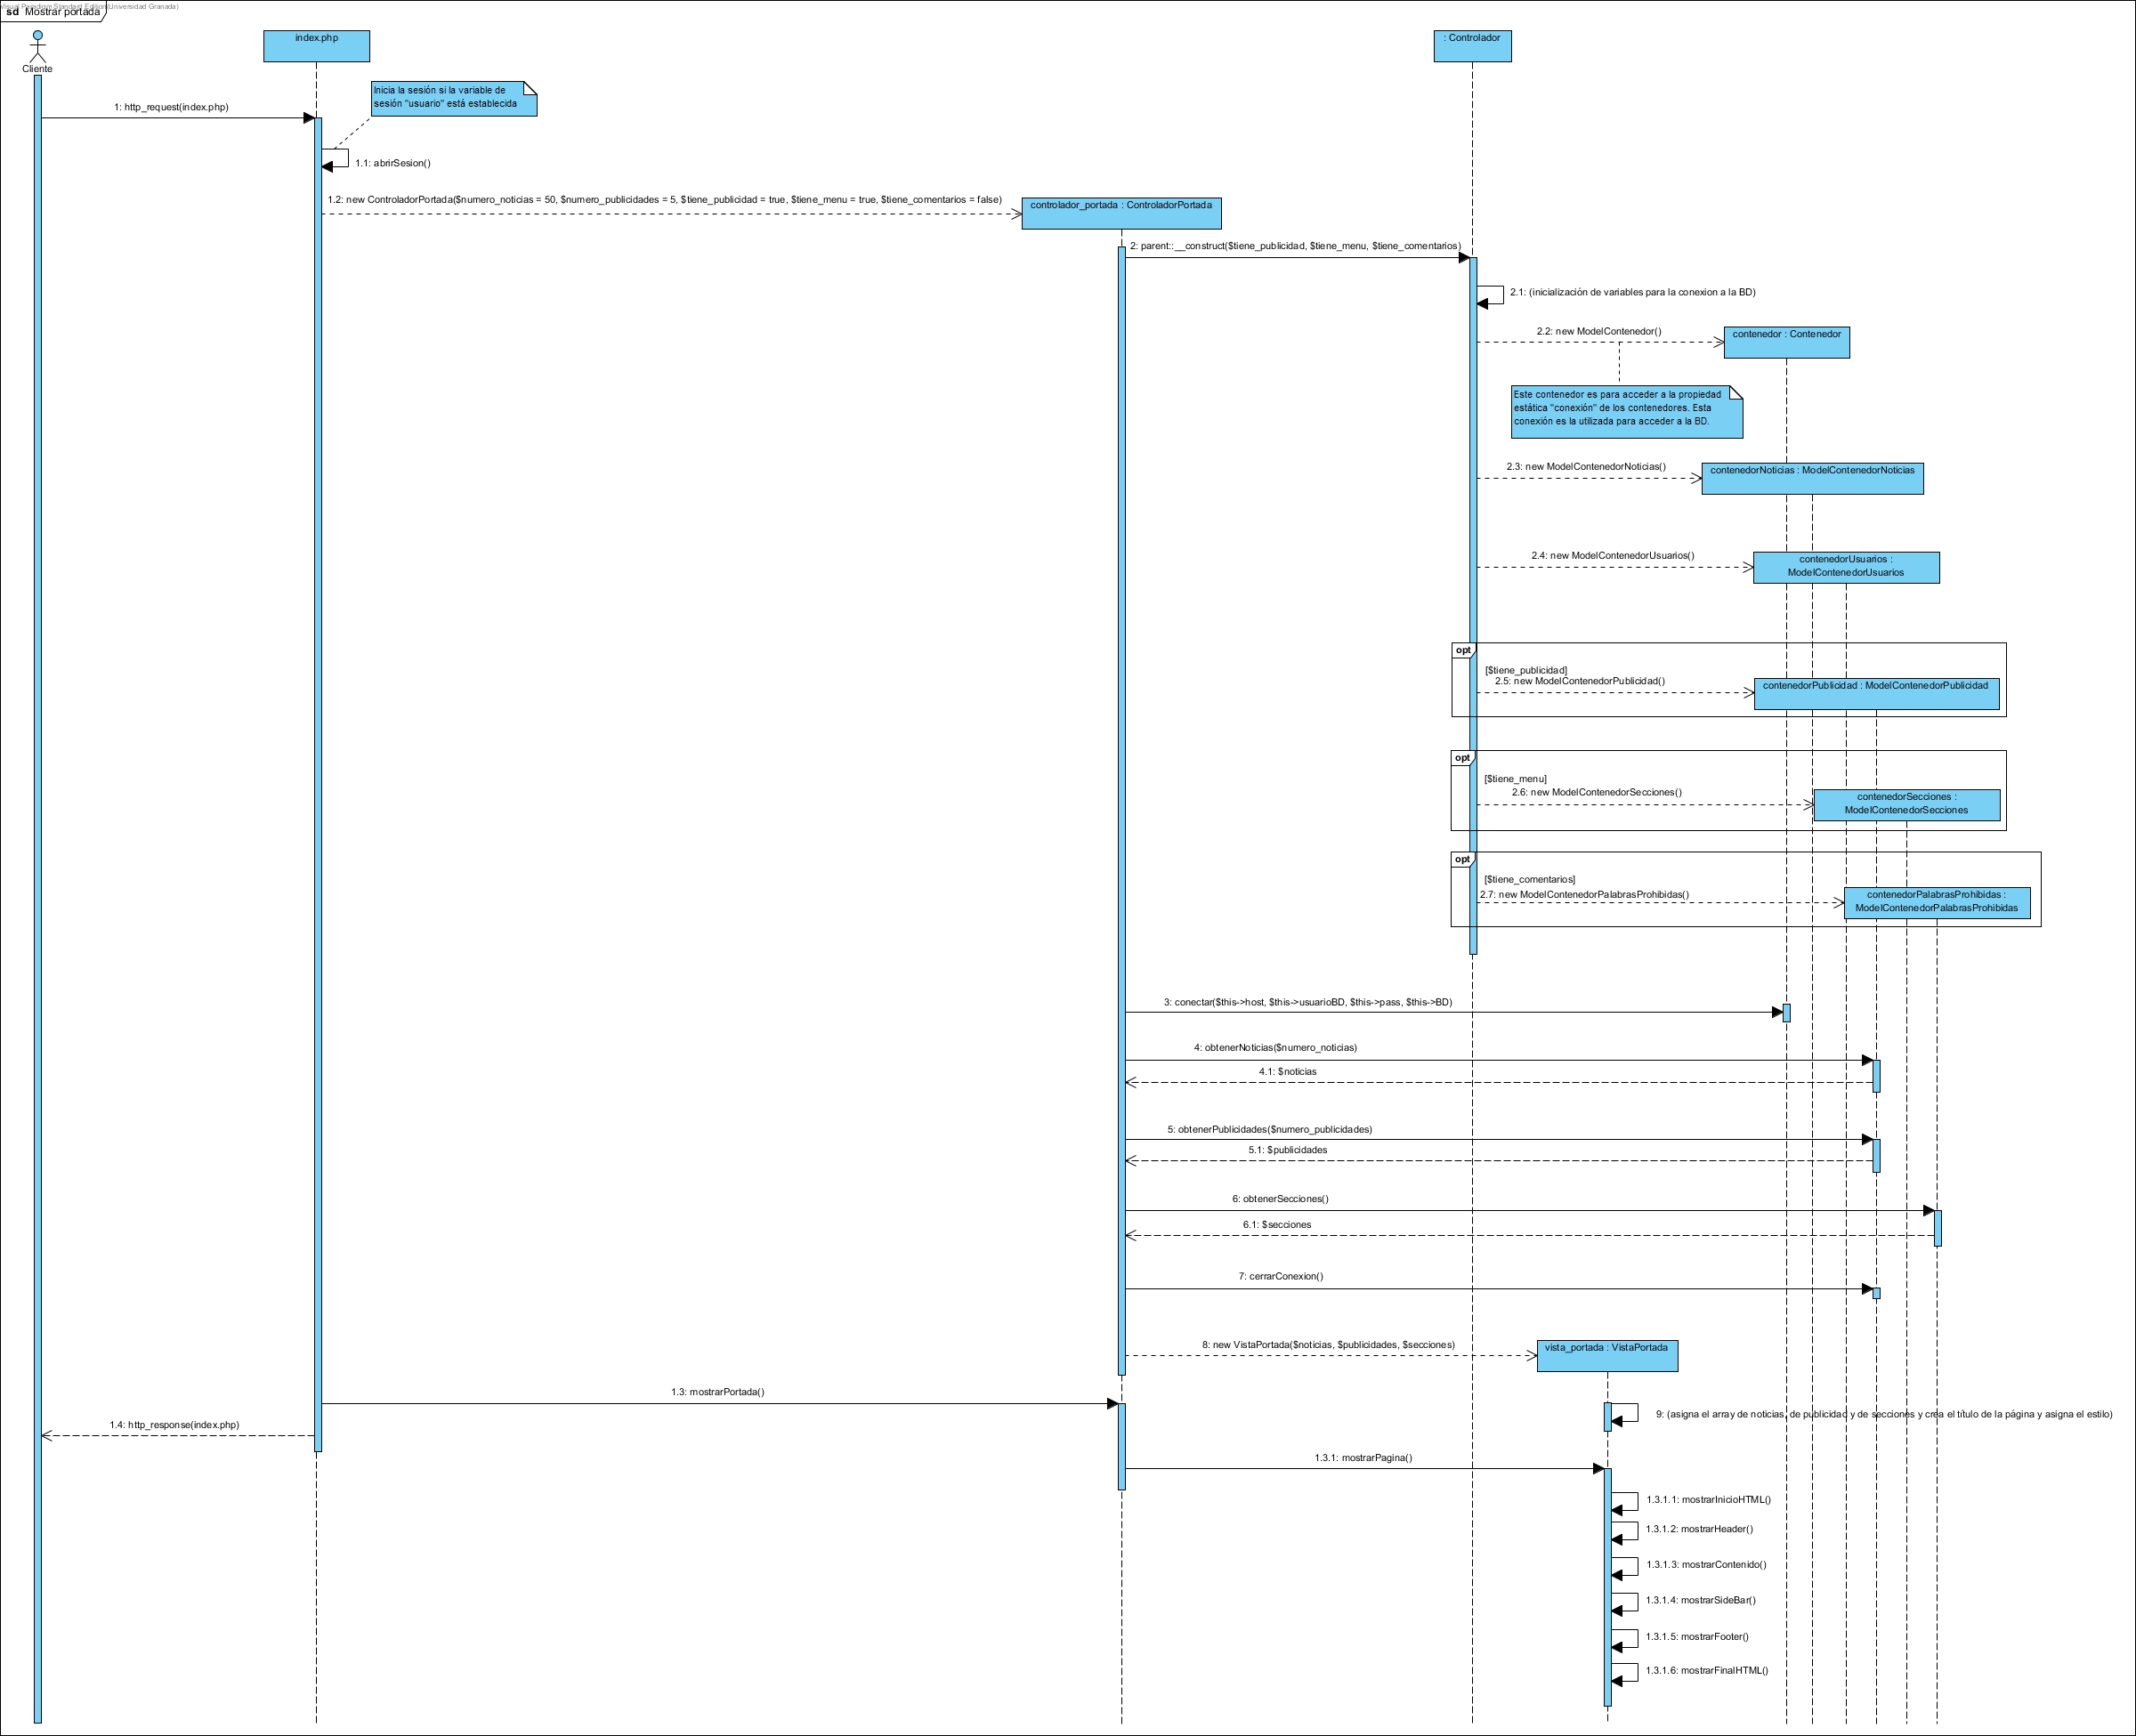 Visual Paradigm Standard Edition(Universidad Granada)
sd Mostrar portada
Cliente
index.php
: Controlador
Inicia la sesión si la variable de
sesión "usuario" está establecida
1: http_request(index.php)
1.1: abrirSesion()
1.2: new ControladorPortada($numero_noticias = 50, $numero_publicidades = 5, $tiene_publicidad = true, $tiene_menu = true, $tiene_comentarios = false)
controlador_portada : ControladorPortada
2: parent::__construct($tiene_publicidad, $tiene_menu, $tiene_comentarios)
2.1: (inicialización de variables para la conexion a la BD)
2.2: new ModelContenedor()
contenedor : Contenedor
Este contenedor es para acceder a la propiedad
estática "conexión" de los contenedores. Esta
conexión es la utilizada para acceder a la BD.
2.3: new ModelContenedorNoticias()
contenedorNoticias : ModelContenedorNoticias
2.4: new ModelContenedorUsuarios()
contenedorUsuarios :
ModelContenedorUsuarios
opt
[$tiene_publicidad]
2.5: new ModelContenedorPublicidad()
contenedorPublicidad : ModelContenedorPublicidad
opt
[$tiene_menu]
2.6: new ModelContenedorSecciones()
contenedorSecciones :
ModelContenedorSecciones
opt
[$tiene_comentarios]
2.7: new ModelContenedorPalabrasProhibidas()
contenedorPalabrasProhibidas :
ModelContenedorPalabrasProhibidas
3: conectar($this->host, $this->usuarioBD, $this->pass, $this->BD)
4: obtenerNoticias($numero_noticias)
4.1: $noticias
5: obtenerPublicidades($numero_publicidades)
5.1: $publicidades
6: obtenerSecciones()
6.1: $secciones
7: cerrarConexion()
8: new VistaPortada($noticias, $publicidades, $secciones)
vista_portada : VistaPortada
1.3: mostrarPortada()
9: (asigna el array de noticias, de publicidad y de secciones y crea el título de la página y asigna el estilo)
1.4: http_response(index.php)
1.3.1: mostrarPagina()
1.3.1.1: mostrarInicioHTML()
1.3.1.2: mostrarHeader()
1.3.1.3: mostrarContenido()
1.3.1.4: mostrarSideBar()
1.3.1.5: mostrarFooter()
1.3.1.6: mostrarFinalHTML()